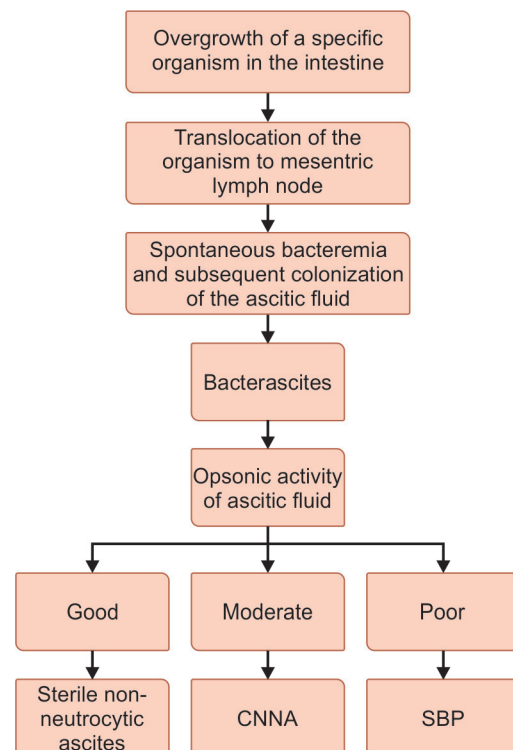 Overgrowth of a specific
organism in the intestine
Translocation of the
organism to mesentric
lymph node
Spontaneous bacteremia
and subsequent colonization
of the ascitic fluid
Bacterascites
Opsonic activity
of ascitic fluid
Good
Moderate
Poor
Sterile non-
neutrocytic
ascites
CNNA
SBP